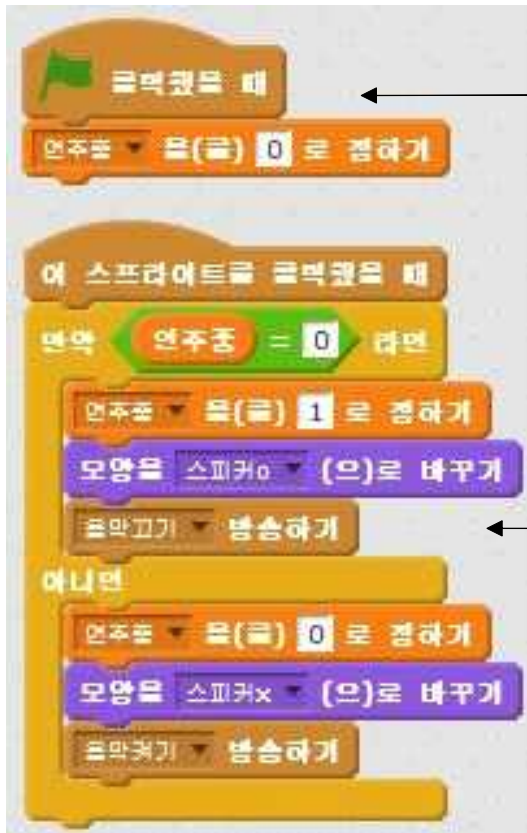 클릭했을 때
연주중 을(를) 0 로 정하기
이 스프라이트를 클릭했을 때
만약 연주중 = 0 라면
연주중 을(를) 1 로 정하기
모양을 스피커o (으)로 바꾸기
음악끄기 방송하기
아니면
연주중 을(를) 0 로 정하기
모양을 스피커x (으)로 바꾸기
음악켜기 방송하기